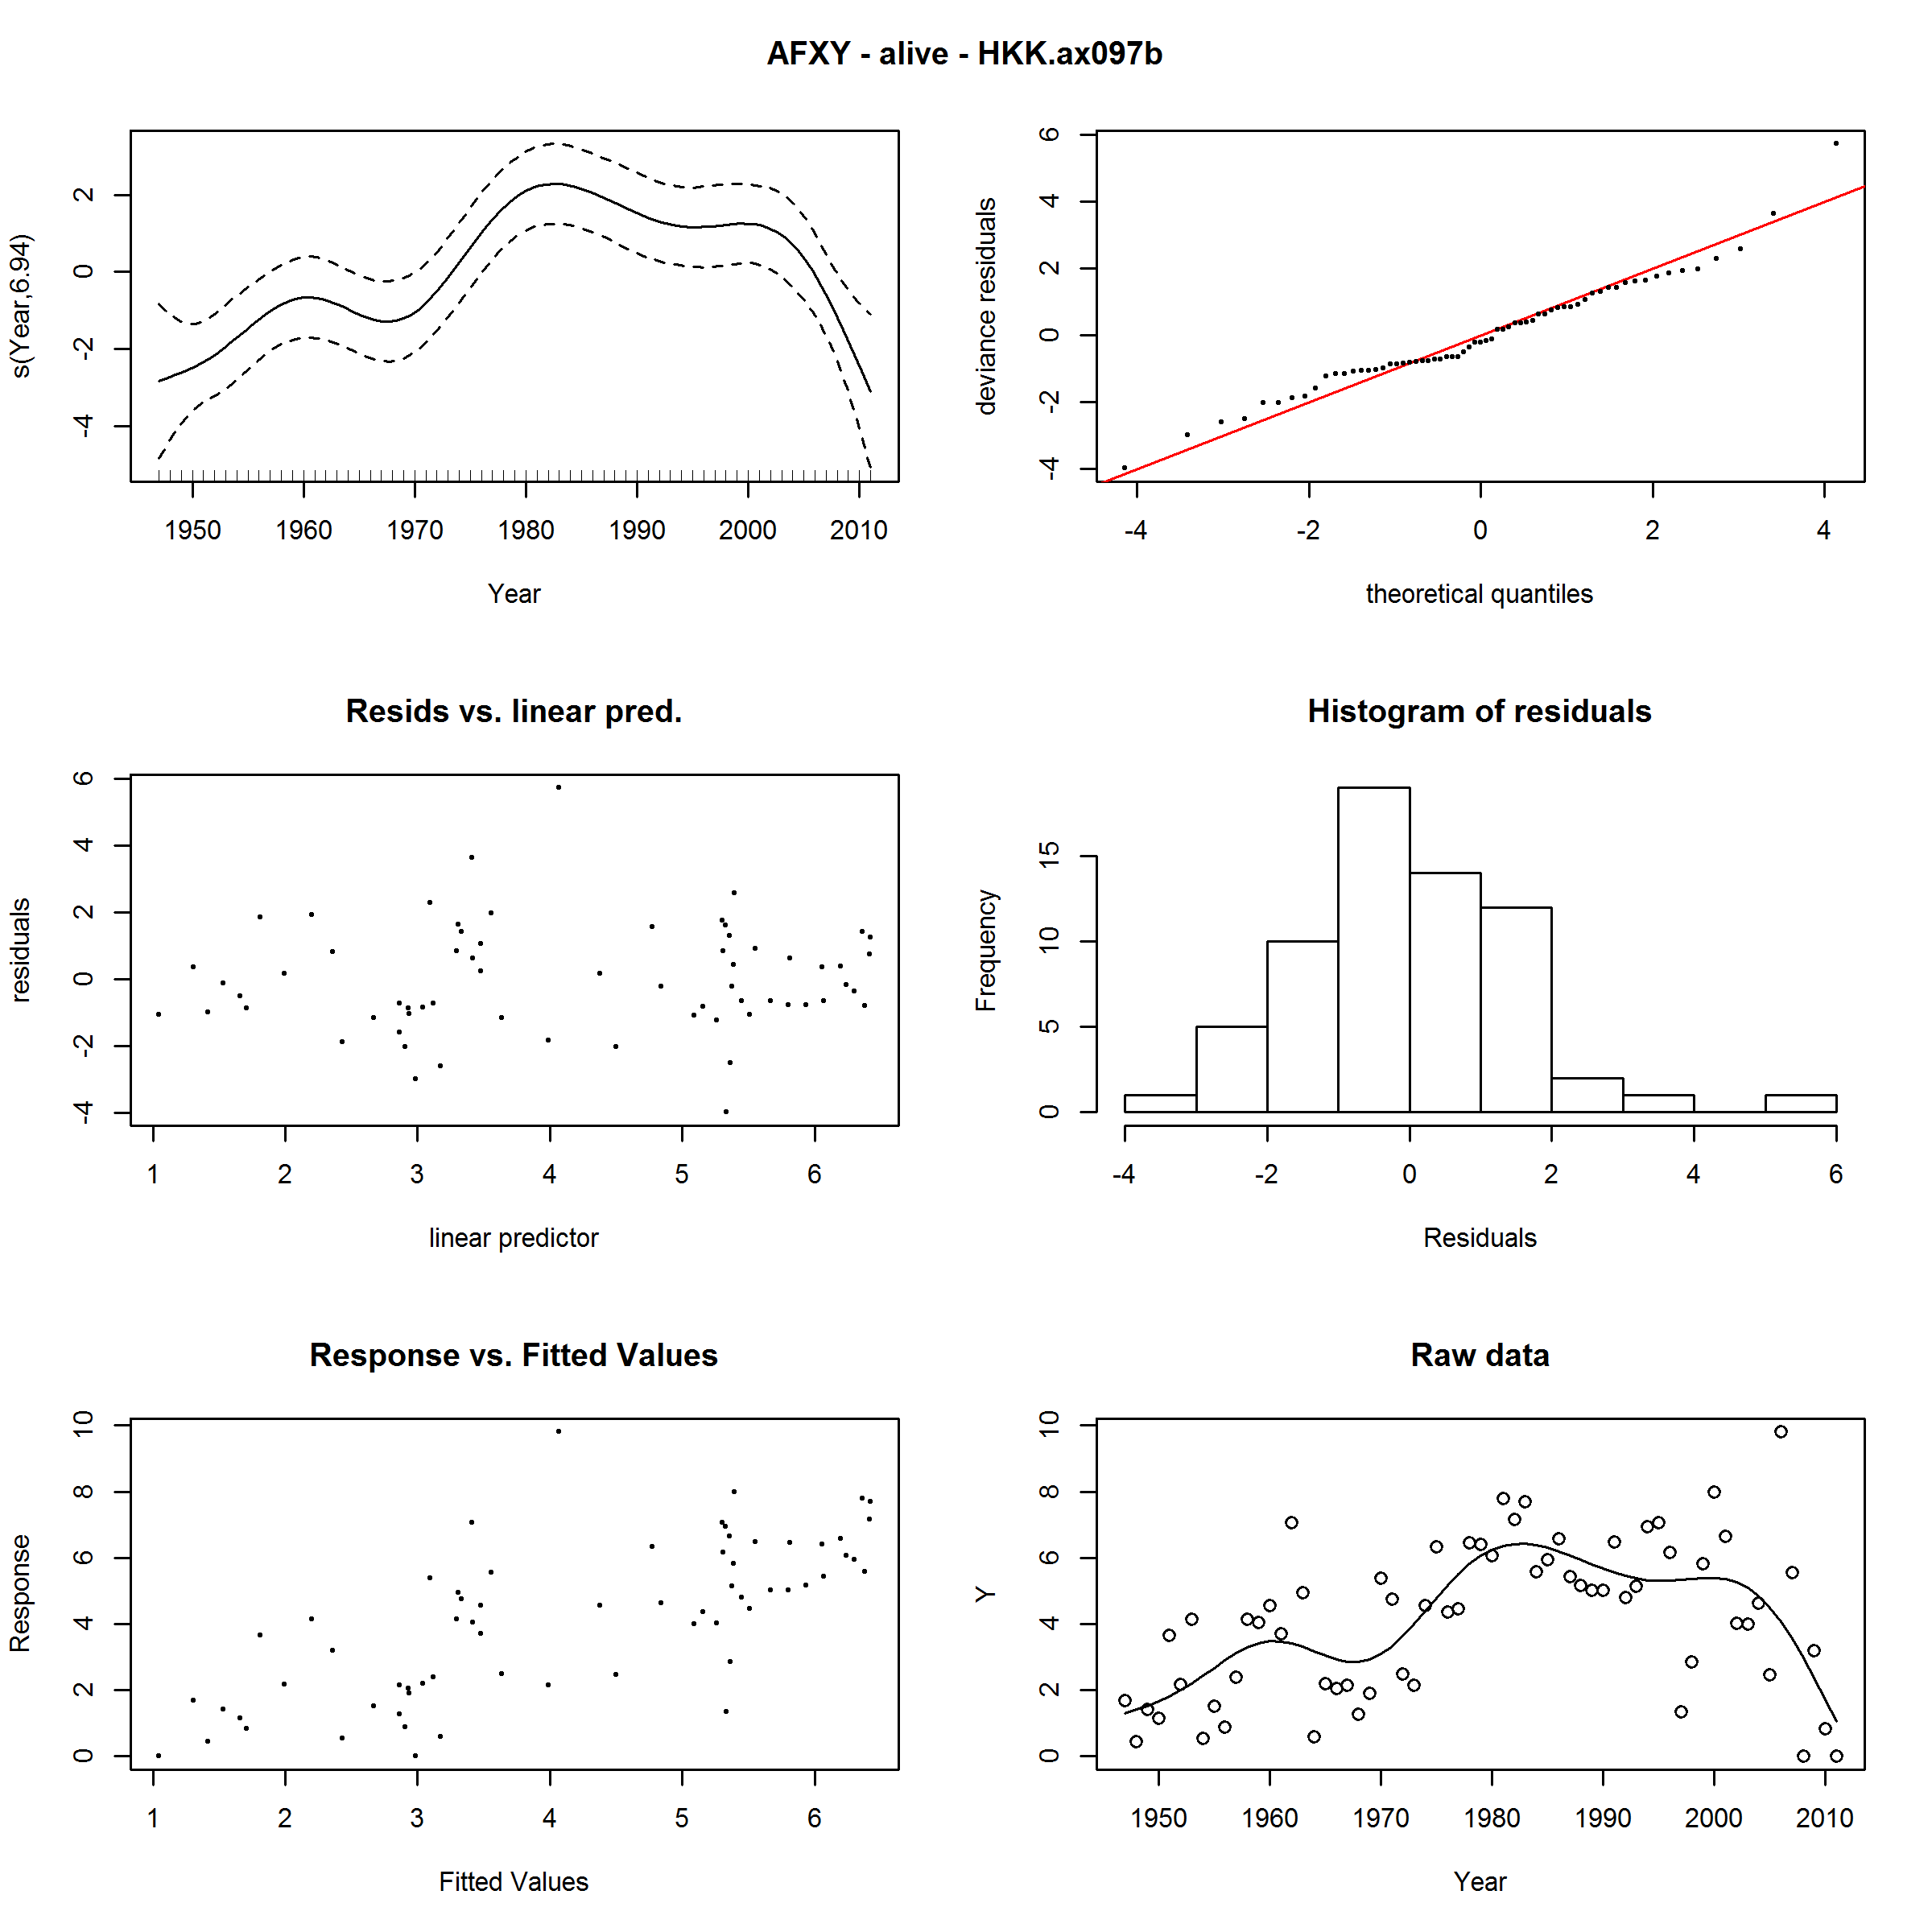 AFXY - alive - HKK.ax097b
s(Year,6.94)
2
0
-2
-4
1950 1960 1970 1980 1990 2000 2010
Year
deviance residuals
6
4
2
0
-2
-4
-4 -2 0 2 4
theoretical quantiles
Resids vs. linear pred.
residuals
6
4
2
0
-2
-4
1 2 3 4 5 6
linear predictor
Histogram of residuals
Frequency
15
10
5
0
-4 -2 0 2 4 6
Residuals
Response vs. Fitted Values
Response
10
8
6
4
2
0
1 2 3 4 5 6
Fitted Values
Raw data
Y
10
8
6
4
2
0
1950 1960 1970 1980 1990 2000 2010
Year